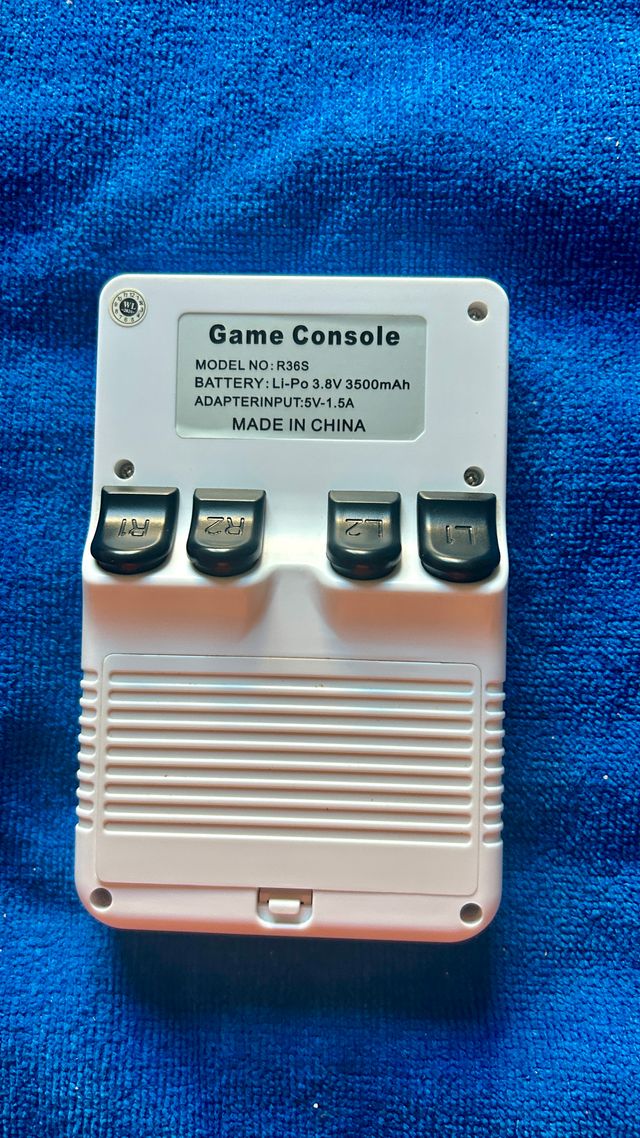 WL
Game Console
MODEL NO: R36S
BATTERY: Li-Po 3.8V 3500mAh
ADAPTERINPUT:5V-1.5A
MADE IN CHINA
R1
R2
L2
L1